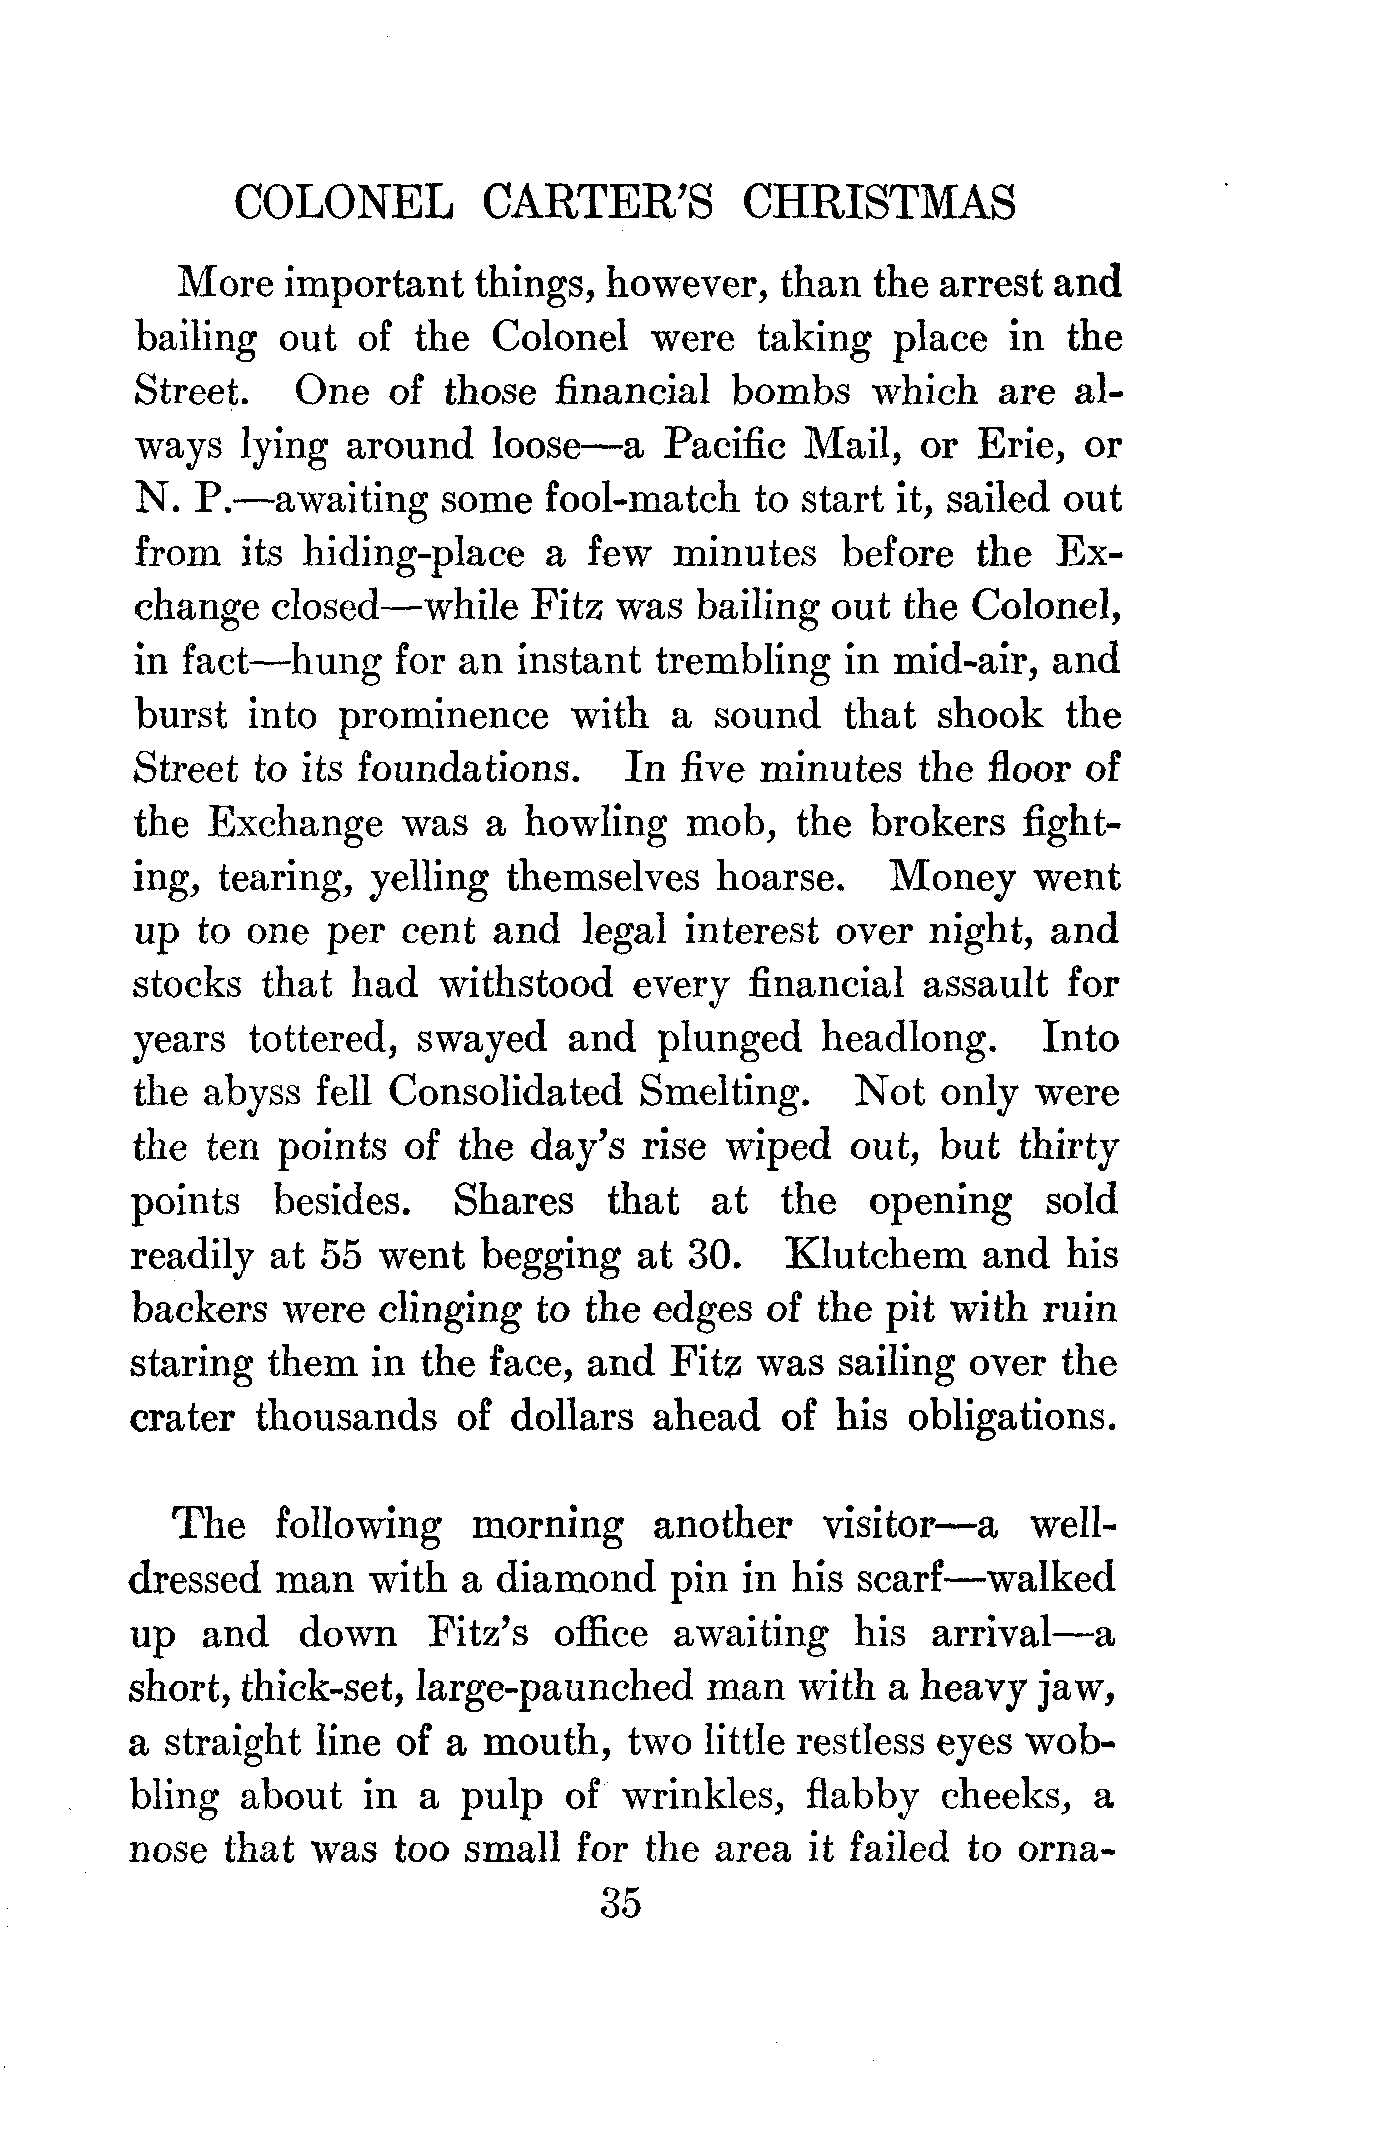 COLONEL CARTER'S CHRISTMAS
More important things, however, than the arrest and
bailing out of the Colonel were taking place in the
Street. One of those financial bombs which are al-
ways lying around loose—a Pacific Mail, or Erie, or
N. P.—awaiting some fool-match to start it, sailed out
from its hiding-place a few minutes before the Ex-
change closed—while Fitz was bailing out the Colonel,
in fact—hung for an instant trembling in mid-air, and
burst into prominence with a sound that shook the
Street to its foundations. In five minutes the floor of
the Exchange was a howling mob, the brokers fight-
ing, tearing, yelling themselves hoarse. Money went
up to one per cent and legal interest over night, and
stocks that had withstood every financial assault for
years tottered, swayed and plunged headlong. Into
the abyss fell Consolidated Smelting. Not only were
the ten points of the day's rise wiped out, but thirty
points besides. Shares that at the opening sold
readily at 55 went begging at 30. Klutchem and his
backers were clinging to the edges of the pit with ruin
staring them in the face, and Fitz was sailing over the
crater thousands of dollars ahead of his obligations.
The following morning another visitor—a well-
dressed man with a diamond pin in his scarf—walked
up and down Fitz's office awaiting his arrival—a
short, thick-set, large-paunched man with a heavy jaw,
a straight line of a mouth, two little restless eyes wob-
bling about in a pulp of wrinkles, flabby cheeks, a
nose that was too small for the area it failed to orna-
35